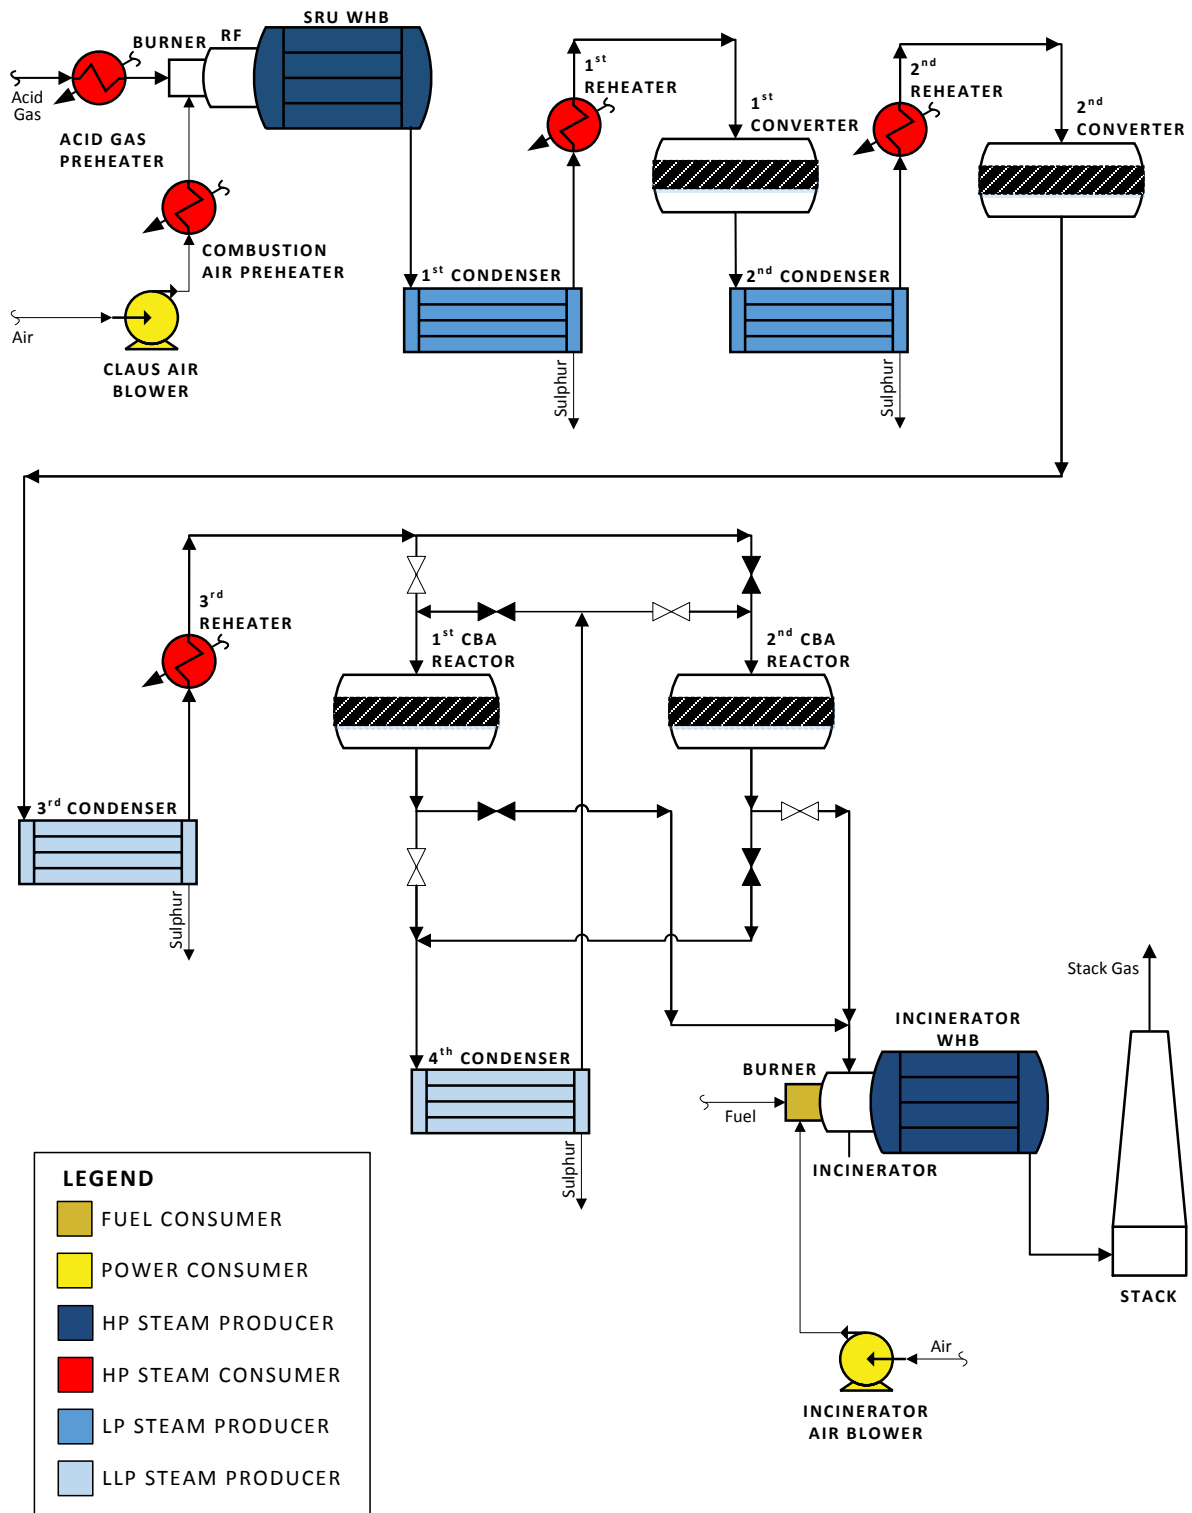 SRU WHB
BURNER
RF
Acid
Gas
ACID GAS
PREHEATER
1st
REHEATER
1st
CONVERTER
2nd
REHEATER
2nd
CONVERTER
COMBUSTION
AIR PREHEATER
Air
CLAUS AIR
BLOWER
1st CONDENSER
2nd CONDENSER
Sulphur
Sulphur
3rd
REHEATER
1st CBA
REACTOR
2nd CBA
REACTOR
3rd CONDENSER
Sulphur
Stack Gas
4th CONDENSER
INCINERATOR
WHB
BURNER
Fuel
INCINERATOR
Sulphur
STACK
Air
INCINERATOR
AIR BLOWER
LEGEND
FUEL CONSUMER
POWER CONSUMER
HP STEAM PRODUCER
HP STEAM CONSUMER
LP STEAM PRODUCER
LLP STEAM PRODUCER